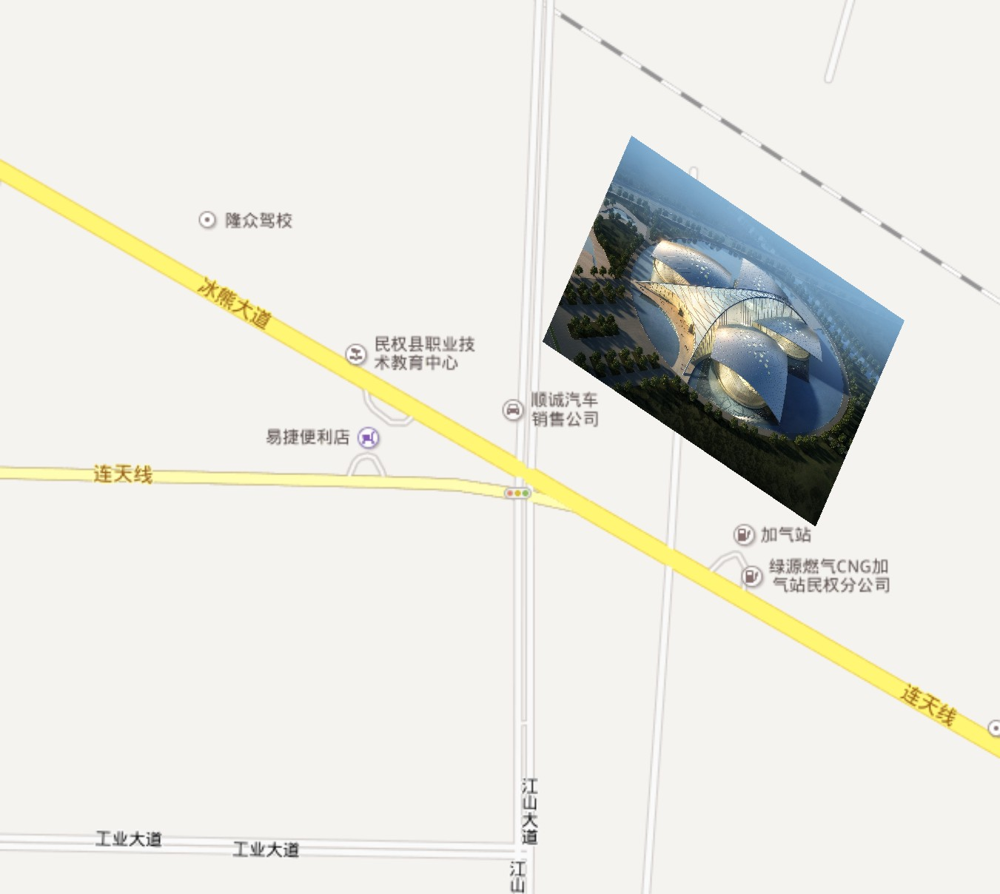 隆众驾校
冰熊大道
民权县职业技
术教育中心
顺诚汽车
销售公司
易捷便利店
连天线
加气站
绿源燃气CNG加
气站民权分公司
连天线
江山大道
工业大道
工业大道
江山